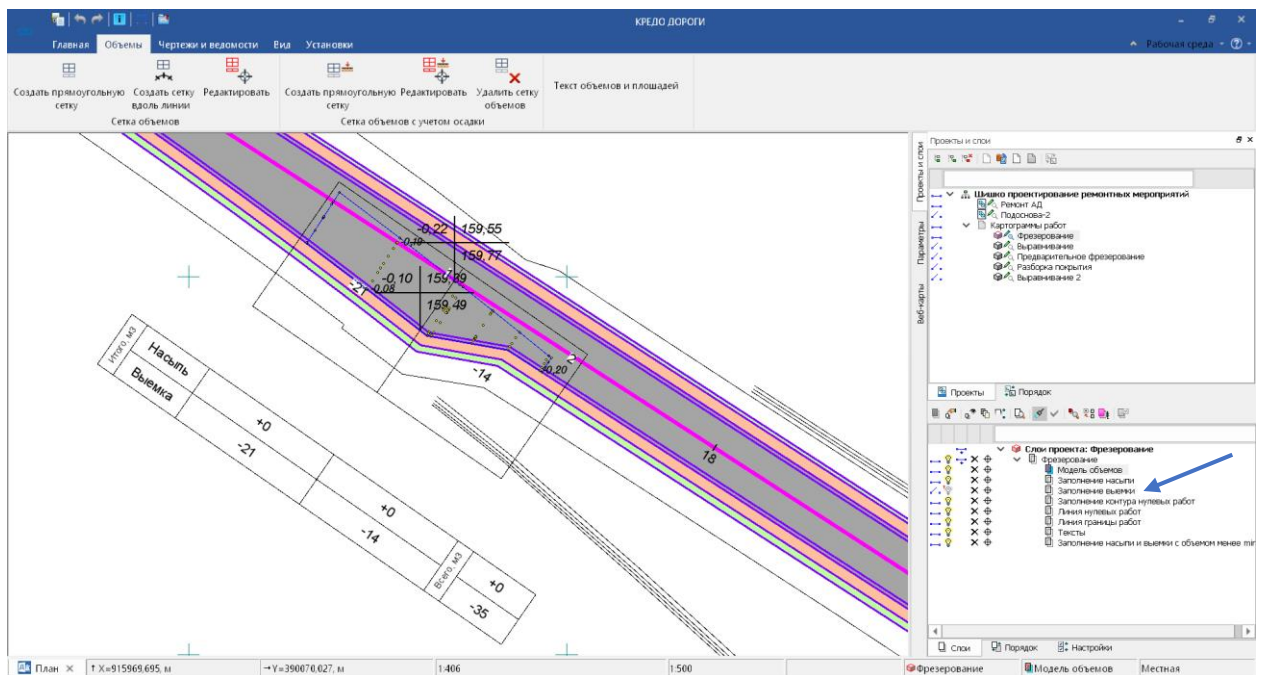 КРЕДО ДОРОГИ
Главная Объемы Чертежи и ведомости Вид Установки
Рабочая среда
Создать прямоугольную сетку
Создать сетку вдоль линии
Редактировать
Создать прямоугольную сетку
Редактировать
Удалить сетку объемов
Текст объемов и площадей
Сетка объемов
Сетка объемов с учетом осадки
-0,22 159,55
-0,19
159,77
-0,10
-0,08
159,49
-21
-14
2
18
Итого, м3
Насыпь
Выемка
+0
-21
+0
-14
Всего, м3
+0
-35
Проекты и слои
Параметры
Веб-карты
Проекты и слои
Шишко проектирование ремонтных мероприятий
Ремонт АД
Подоснова-2
Картограммы работ
Фрезерование
Выравнивание
Предварительное фрезерование
Разборка покрытия
Выравнивание 2
Проекты Порядок
Слои проекта: Фрезерование
Фрезерование
Модель объемов
Заполнение насыпи
Заполнение выемки
Заполнение контура нулевых работ
Линия нулевых работ
Линия границы работ
Тексты
Заполнение насыпи и выемки с объемом менее min
Слои Порядок Настройки
План X=915969,695, м Y=390070,027, м 1:406 1:500 Фрезерование Модель объемов Местная